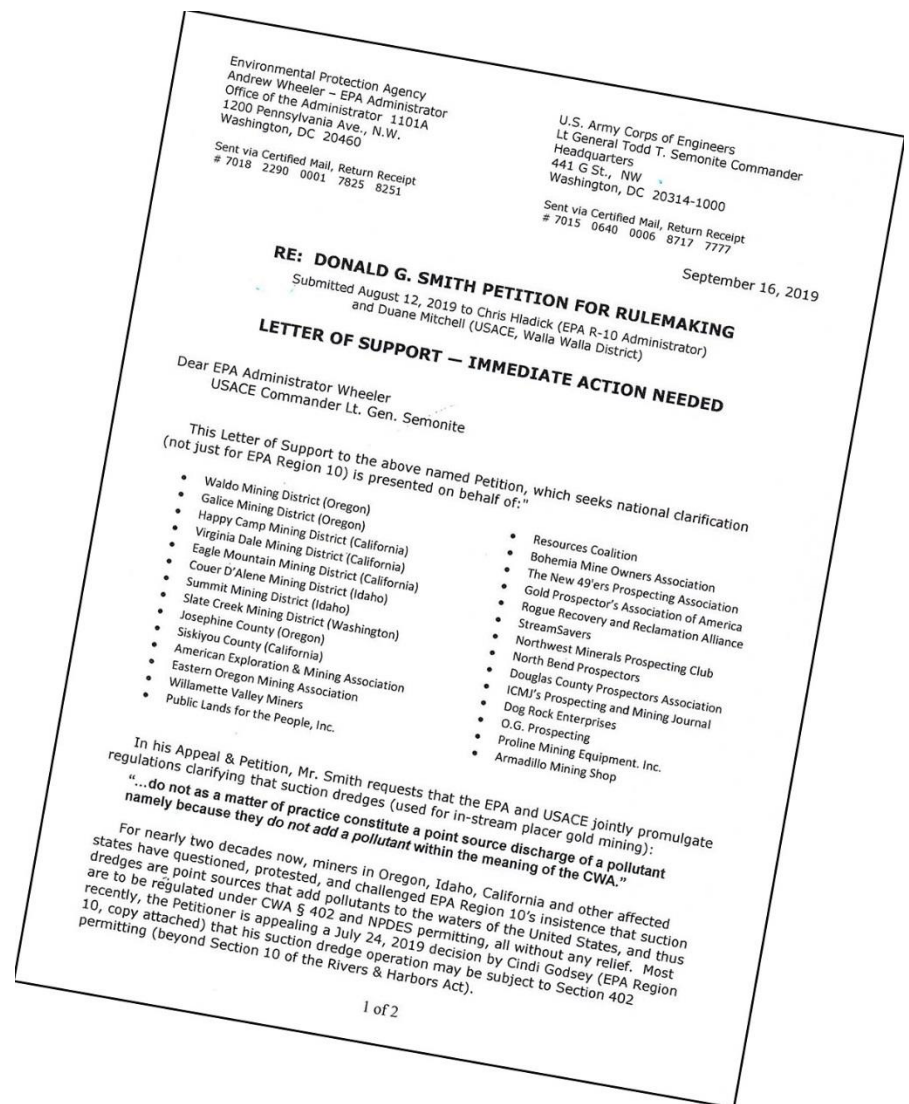 Environmental Protection Agency
Andrew Wheeler – EPA Administrator
Office of the Administrator 1101A
1200 Pennsylvania Ave., N.W.
Washington, DC 20460
Sent via Certified Mail, Return Receipt
# 7018 2290 0001 7825 8251
U.S. Army Corps of Engineers
Lt General Todd T. Semonite Commander
Headquarters
441 G St., NW
Washington, DC 20314-1000
Sent via Certified Mail, Return Receipt
# 7015 0640 0006 8717 7777
September 16, 2019
RE: DONALD G. SMITH PETITION FOR RULEMAKING
Submitted August 12, 2019 to Chris Hladick (EPA R-10 Administrator)
and Duane Mitchell (USACE, Walla Walla District)
LETTER OF SUPPORT — IMMEDIATE ACTION NEEDED
Dear EPA Administrator Wheeler
USACE Commander Lt. Gen. Semonite
This Letter of Support to the above named Petition, which seeks national clarification
(not just for EPA Region 10) is presented on behalf of:"
• Waldo Mining District (Oregon)
• Galice Mining District (Oregon)
• Happy Camp Mining District (California)
• Virginia Dale Mining District (California)
• Eagle Mountain Mining District (California)
• Couer D'Alene Mining District (Idaho)
• Summit Mining District (Idaho)
• Slate Creek Mining District (Washington)
• Josephine County (Oregon)
• Siskiyou County (California)
• American Exploration & Mining Association
• Eastern Oregon Mining Association
• Willamette Valley Miners
• Public Lands for the People, Inc.
• Resources Coalition
• Bohemia Mine Owners Association
• The New 49'ers Prospecting Association
• Gold Prospector's Association of America
• Rogue Recovery and Reclamation Alliance
• StreamSavers
• Northwest Minerals Prospecting Club
• North Bend Prospectors
• Douglas County Prospectors Association
• ICMJ's Prospecting and Mining Journal
• Dog Rock Enterprises
• O.G. Prospecting
• Proline Mining Equipment. Inc.
• Armadillo Mining Shop
In his Appeal & Petition, Mr. Smith requests that the EPA and USACE jointly promulgate
regulations clarifying that suction dredges (used for in-stream placer gold mining):
"...do not as a matter of practice constitute a point source discharge of a pollutant
namely because they do not add a pollutant within the meaning of the CWA."
For nearly two decades now, miners in Oregon, Idaho, California and other affected
states have questioned, protested, and challenged EPA Region 10's insistence that suction
dredges are point sources that add pollutants to the waters of the United States, and thus
are to be regulated under CWA § 402 and NPDES permitting, all without any relief. Most
recently, the Petitioner is appealing a July 24, 2019 decision by Cindi Godsey (EPA Region
10, copy attached) that his suction dredge operation may be subject to Section 402
permitting (beyond Section 10 of the Rivers & Harbors Act).
1 of 2